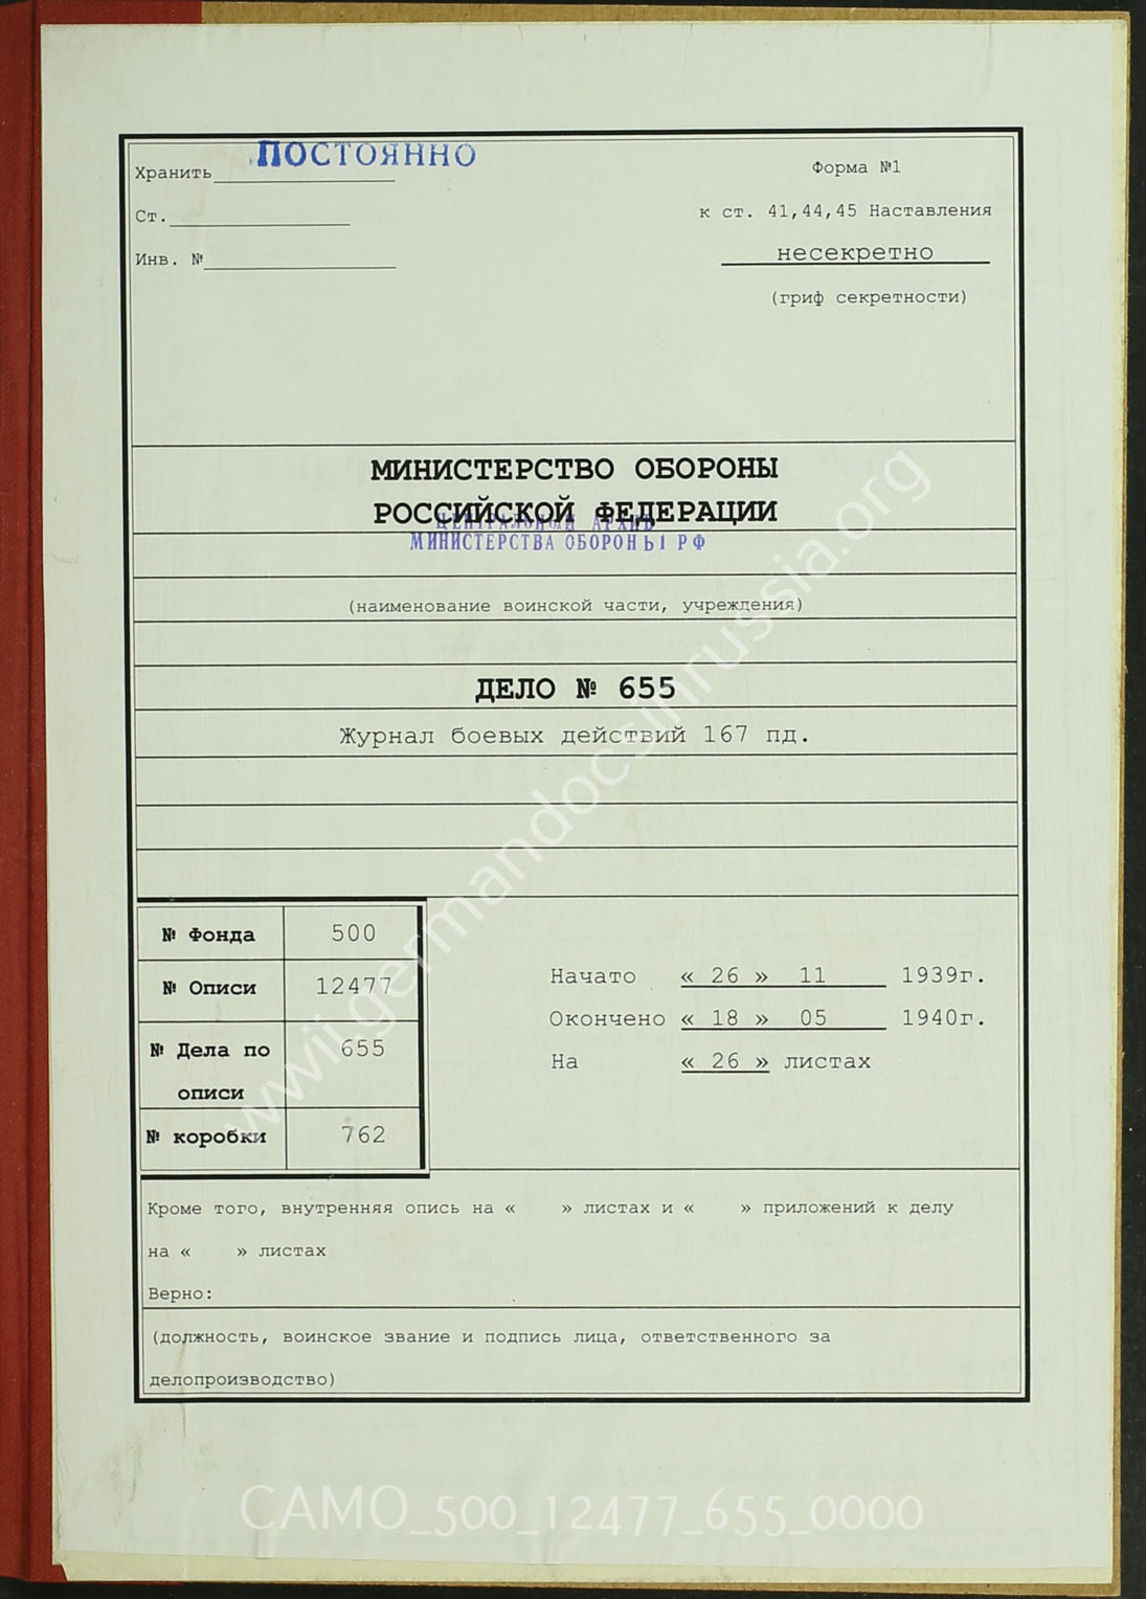 Хранить ПОСТОЯННО
Форма №1
Ст.
к ст. 41,44,45 Наставления
Инв. №
несекретно
(гриф секретности)
МИНИСТЕРСТВО ОБОРОНЫ
РОССИЙСКОЙ ФЕДЕРАЦИИ
ЦЕНТРАЛЬНЫЙ АРХИВ
МИНИСТЕРСТВА ОБОРОНЫ РФ
(наименование воинской части, учреждения)
ДЕЛО № 655
Журнал боевых действий 167 пд.
№ Фонда 500
№ Описи 12477
№ Дела по 655
описи
№ коробки 762
Начато « 26 » 11 1939г.
Окончено « 18 » 05 1940г.
На « 26 » листах
Кроме того, внутренняя опись на « » листах и « » приложений к делу
на « » листах
Верно:
(должность, воинское звание и подпись лица, ответственного за
делопроизводство)
wwii.germandocsinrussia.org
CAMO_500_12477_655_0000